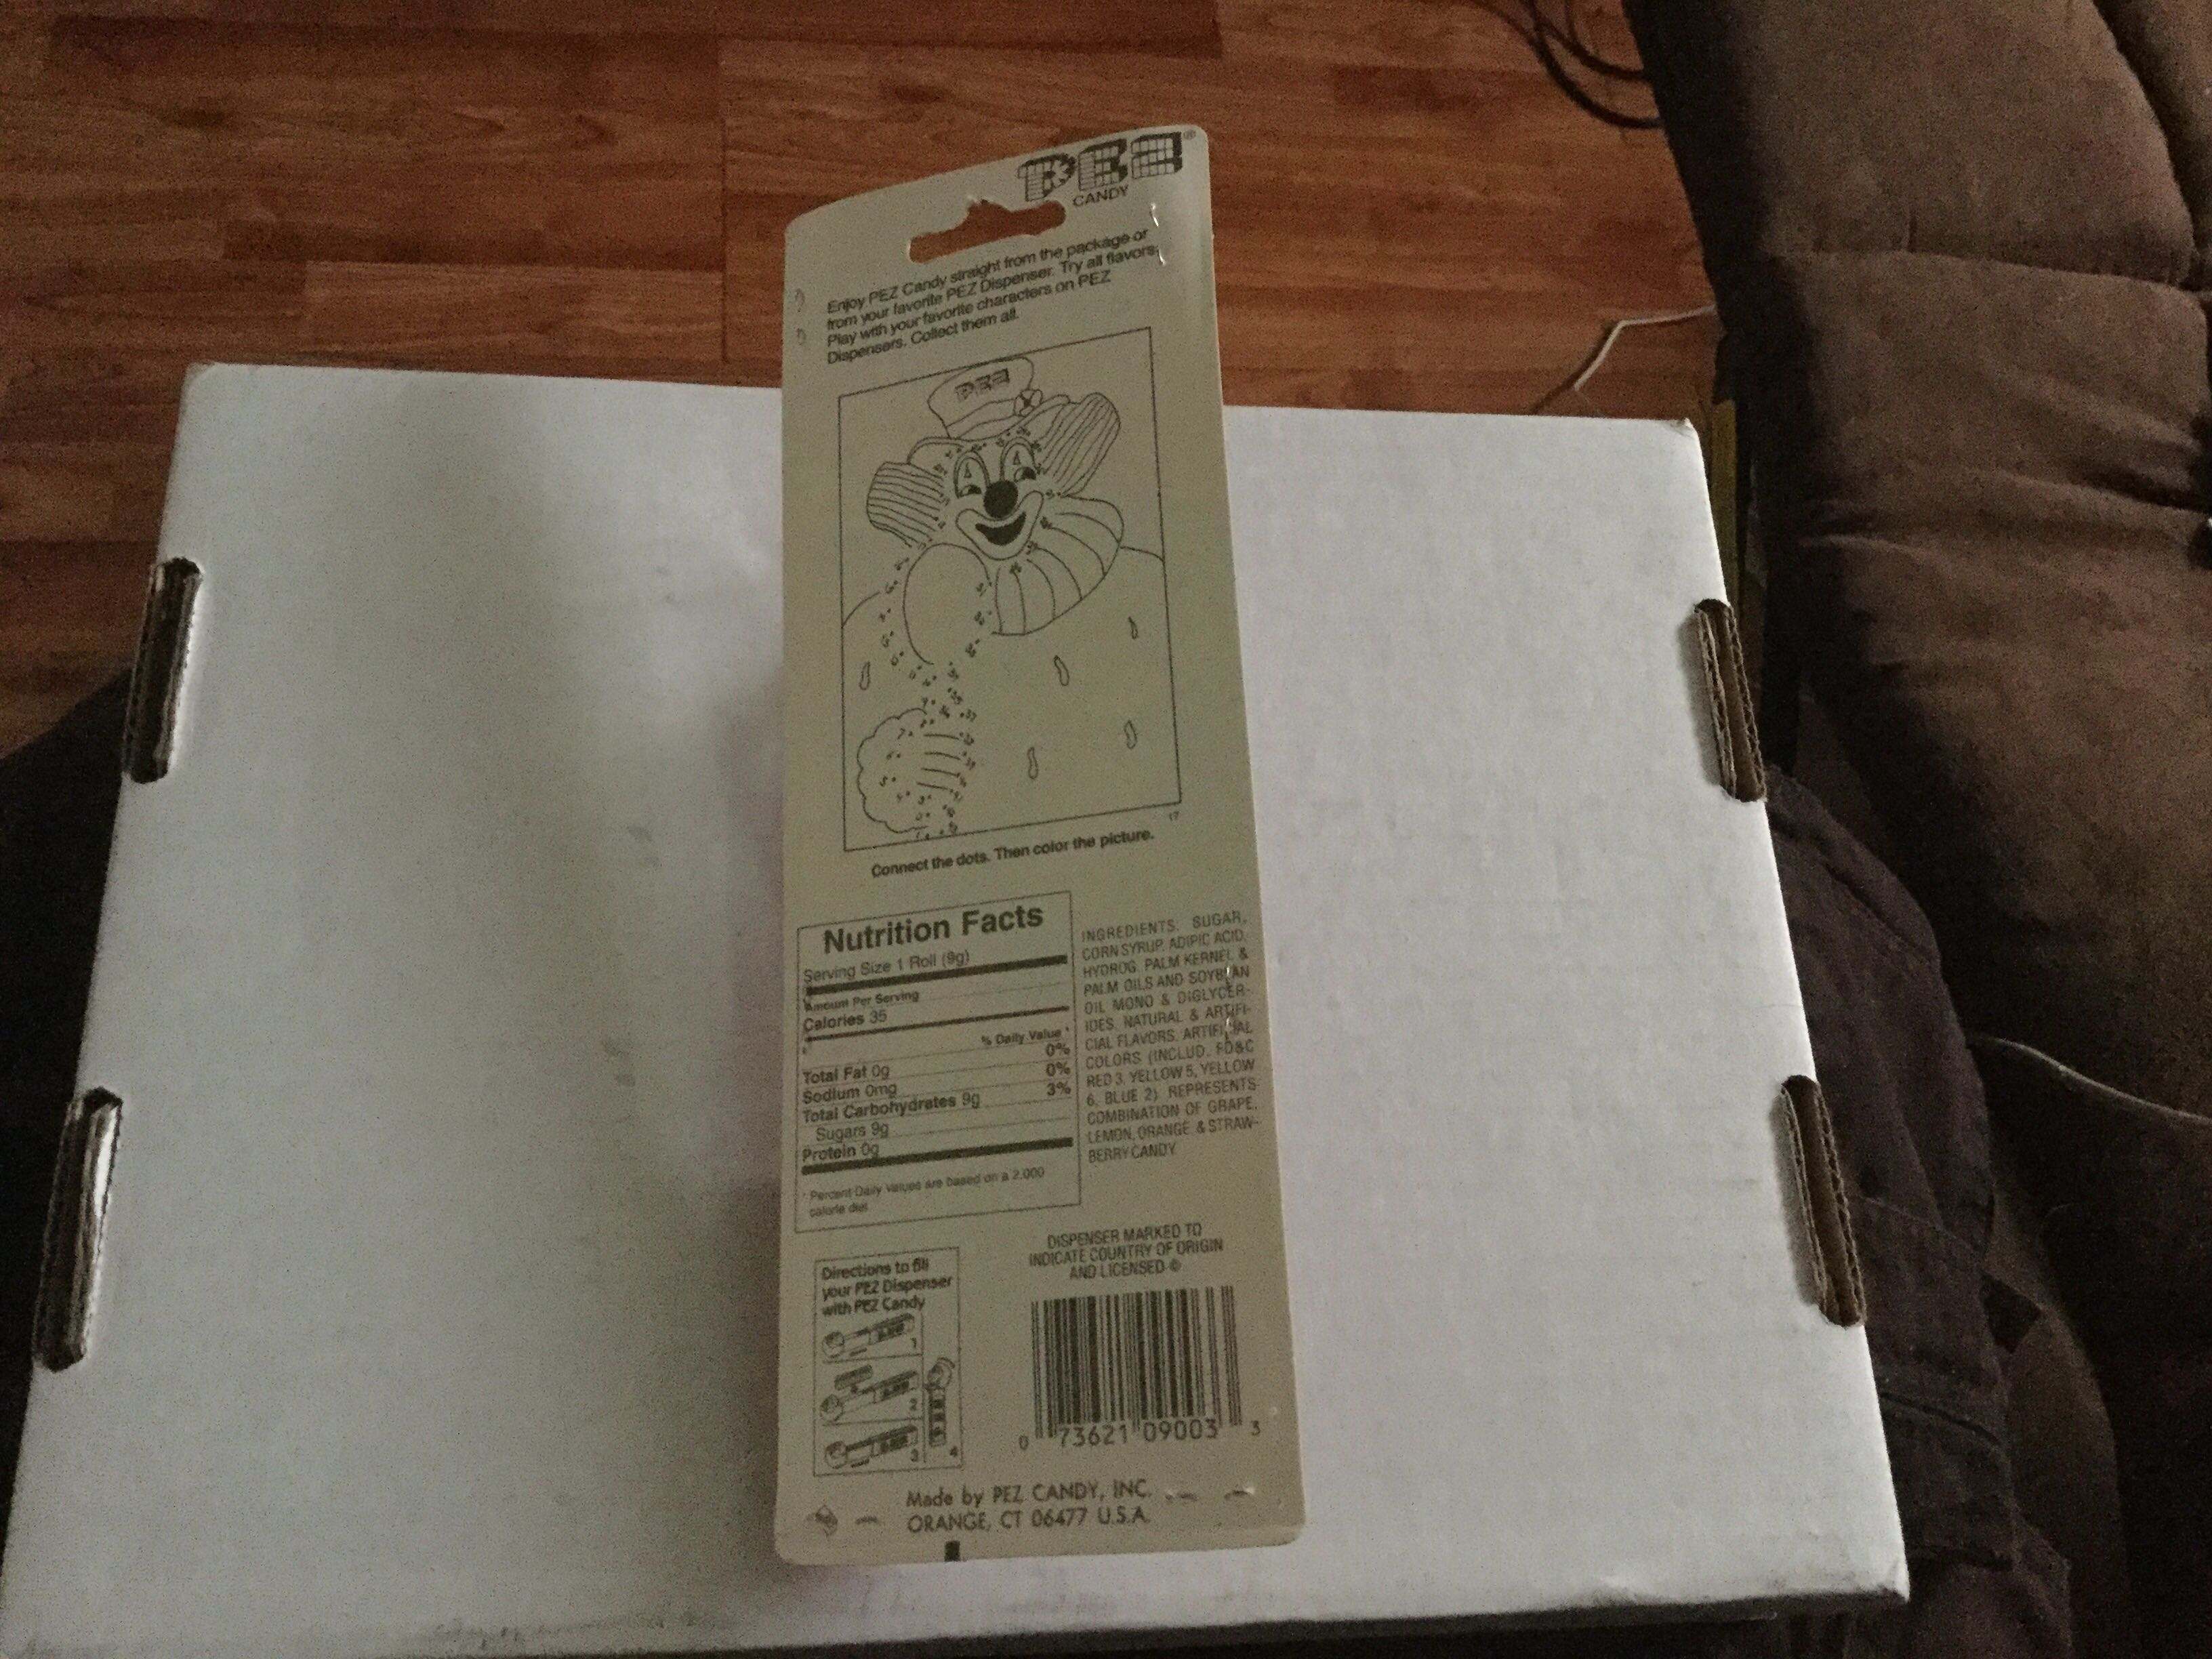 PEZ®
CANDY
Enjoy PEZ Candy straight from the package or
from your favorite PEZ Dispenser. Try all flavors.
Play with your favorite characters on PEZ
Dispensers. Collect them all.
PEZ
17
Connect the dots. Then color the picture.
Nutrition Facts
Serving Size 1 Roll (9g)
Amount Per Serving
Calories 35
% Daily Value *
Total Fat 0g 0%
Sodium 0mg 0%
Total Carbohydrates 9g 3%
Sugars 9g
Protein 0g
* Percent Daily Values are based on a 2,000
calorie diet
INGREDIENTS: SUGAR,
CORN SYRUP, ADIPIC ACID,
HYDROG. PALM KERNEL &
PALM OILS AND SOYBEAN
OIL MONO & DIGLYCER-
IDES, NATURAL & ARTIFI-
CIAL FLAVORS, ARTIFICIAL
COLORS (INCLUD. FD&C
RED 3, YELLOW 5, YELLOW
6, BLUE 2). REPRESENTS
COMBINATION OF GRAPE,
LEMON, ORANGE & STRAW-
BERRY CANDY.
DISPENSER MARKED TO
INDICATE COUNTRY OF ORIGIN
AND LICENSED ©
Directions to fill
your PEZ Dispenser
with PEZ Candy
1
2
3
4
0 73621 09003 3
Made by PEZ CANDY, INC.
ORANGE, CT 06477 U.S.A.